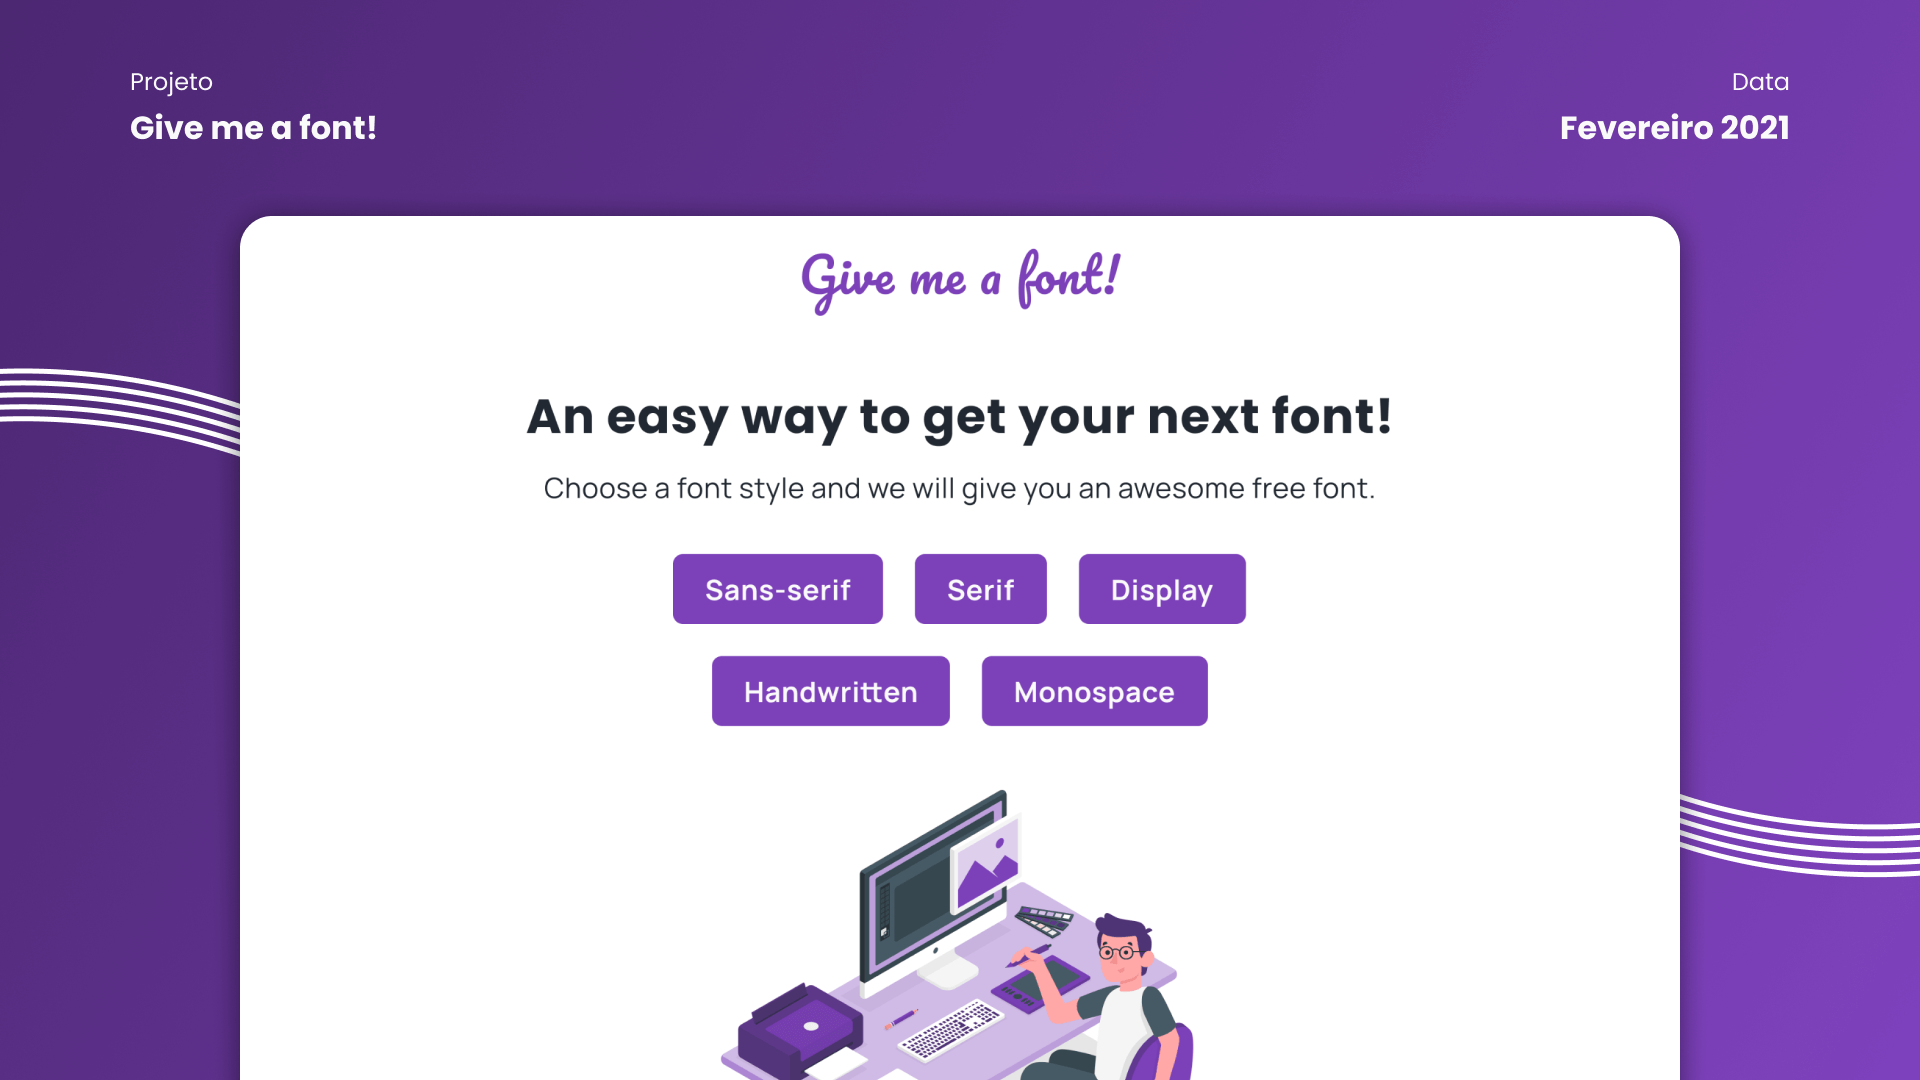 Projeto
Give me a font!
Data
Fevereiro 2021
Give me a font!
An easy way to get your next font!
Choose a font style and we will give you an awesome free font.
Sans-serif
Serif
Display
Handwritten
Monospace